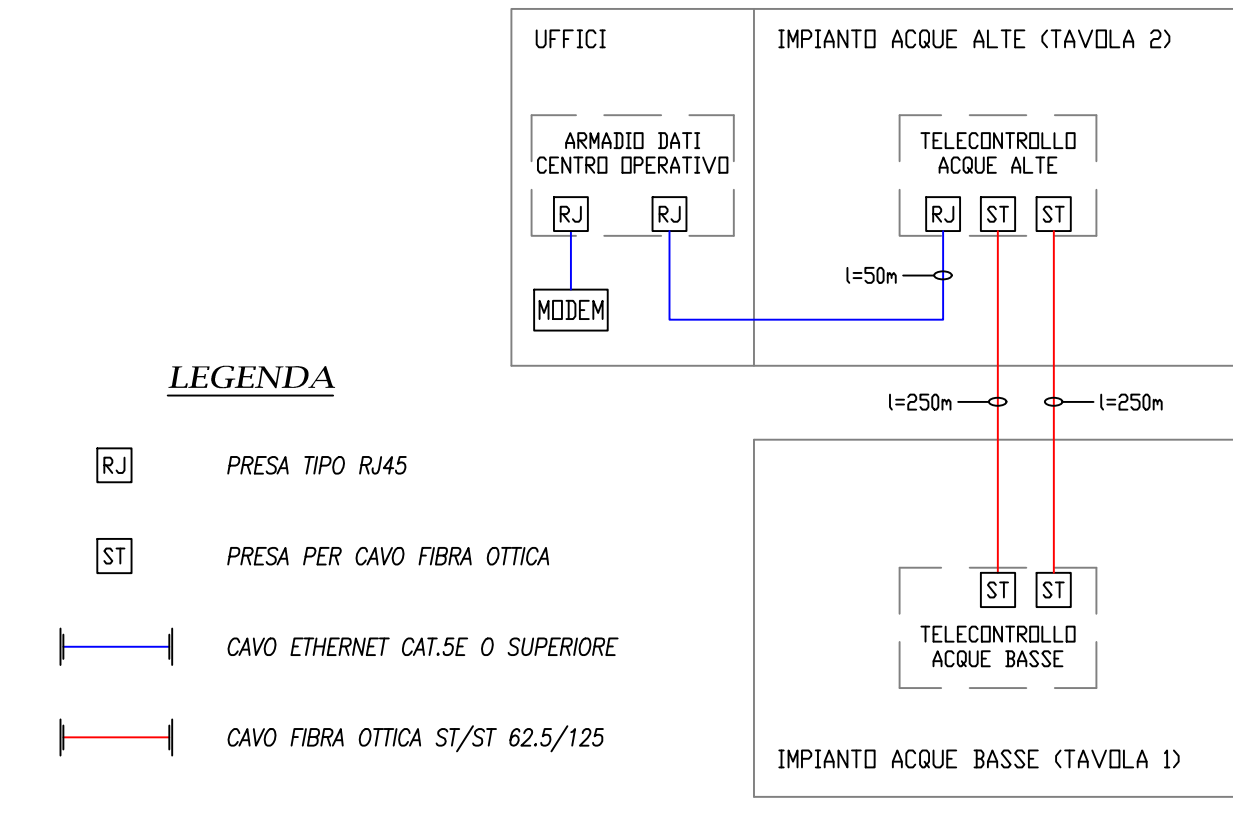 UFFICI
IMPIANTO ACQUE ALTE (TAVOLA 2)
ARMADIO DATI
CENTRO OPERATIVO
TELECONTROLLO
ACQUE ALTE
RJ
RJ
RJ
ST
ST
l=50m
MODEM
LEGENDA
l=250m
l=250m
RJ
PRESA TIPO RJ45
ST
PRESA PER CAVO FIBRA OTTICA
ST
ST
TELECONTROLLO
ACQUE BASSE
CAVO ETHERNET CAT.5E O SUPERIORE
CAVO FIBRA OTTICA ST/ST 62.5/125
IMPIANTO ACQUE BASSE (TAVOLA 1)